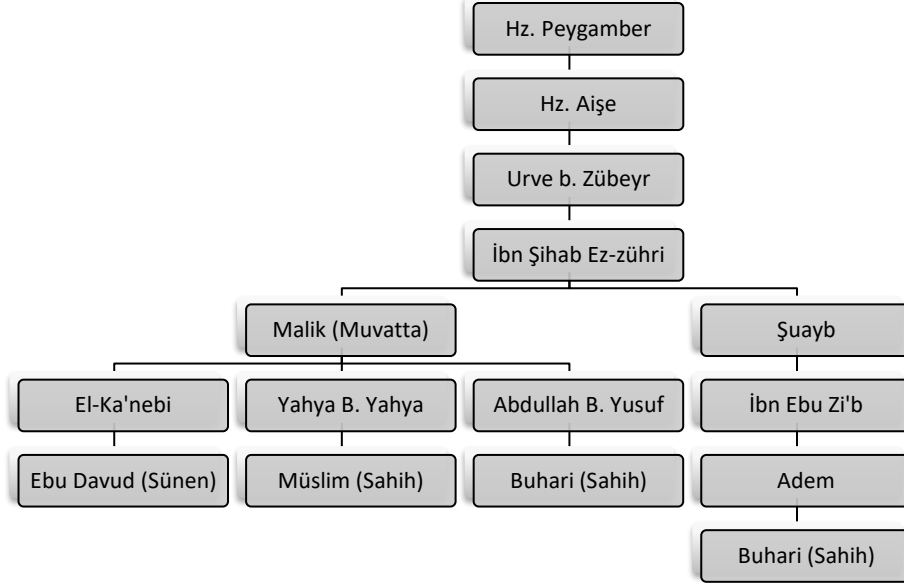 Hz. Peygamber
Hz. Aişe
Urve b. Zübeyr
İbn Şihab Ez-zühri
Malik (Muvatta)
Şuayb
El-Ka'nebi
Yahya B. Yahya
Abdullah B. Yusuf
İbn Ebu Zi'b
Ebu Davud (Sünen)
Müslim (Sahih)
Buhari (Sahih)
Adem
Buhari (Sahih)